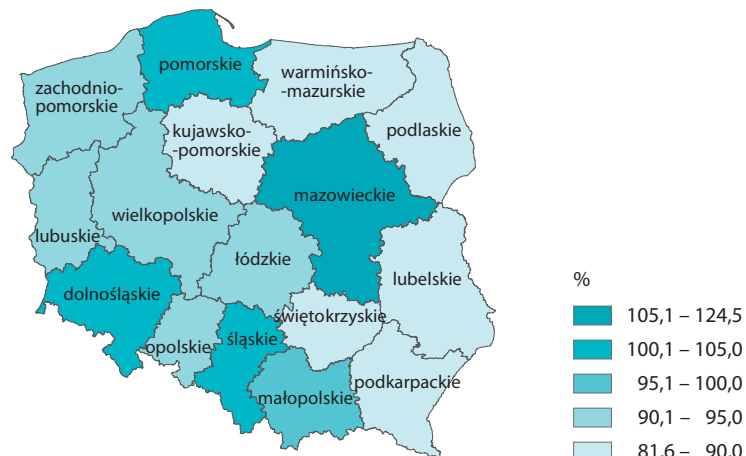 pomorskie
warmińsko-
-mazurskie
zachodnio-
pomorskie
podlaskie
kujawsko-
-pomorskie
mazowieckie
wielkopolskie
lubuskie
łódzkie
lubelskie
dolnośląskie
świętokrzyskie
śląskie
opolskie
podkarpackie
małopolskie
%
105,1 – 124,5
100,1 – 105,0
95,1 – 100,0
90,1 – 95,0
81,6 – 90,0